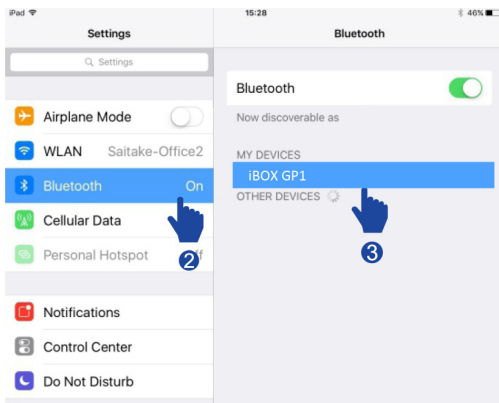 iPad 15:28 46%
Settings Bluetooth
Settings
Bluetooth
Now discoverable as
Airplane Mode
WLAN Saitake-Office2
MY DEVICES
Bluetooth On
iBOX GP1
OTHER DEVICES
Cellular Data
Personal Hotspot
2
3
Notifications
Control Center
Do Not Disturb